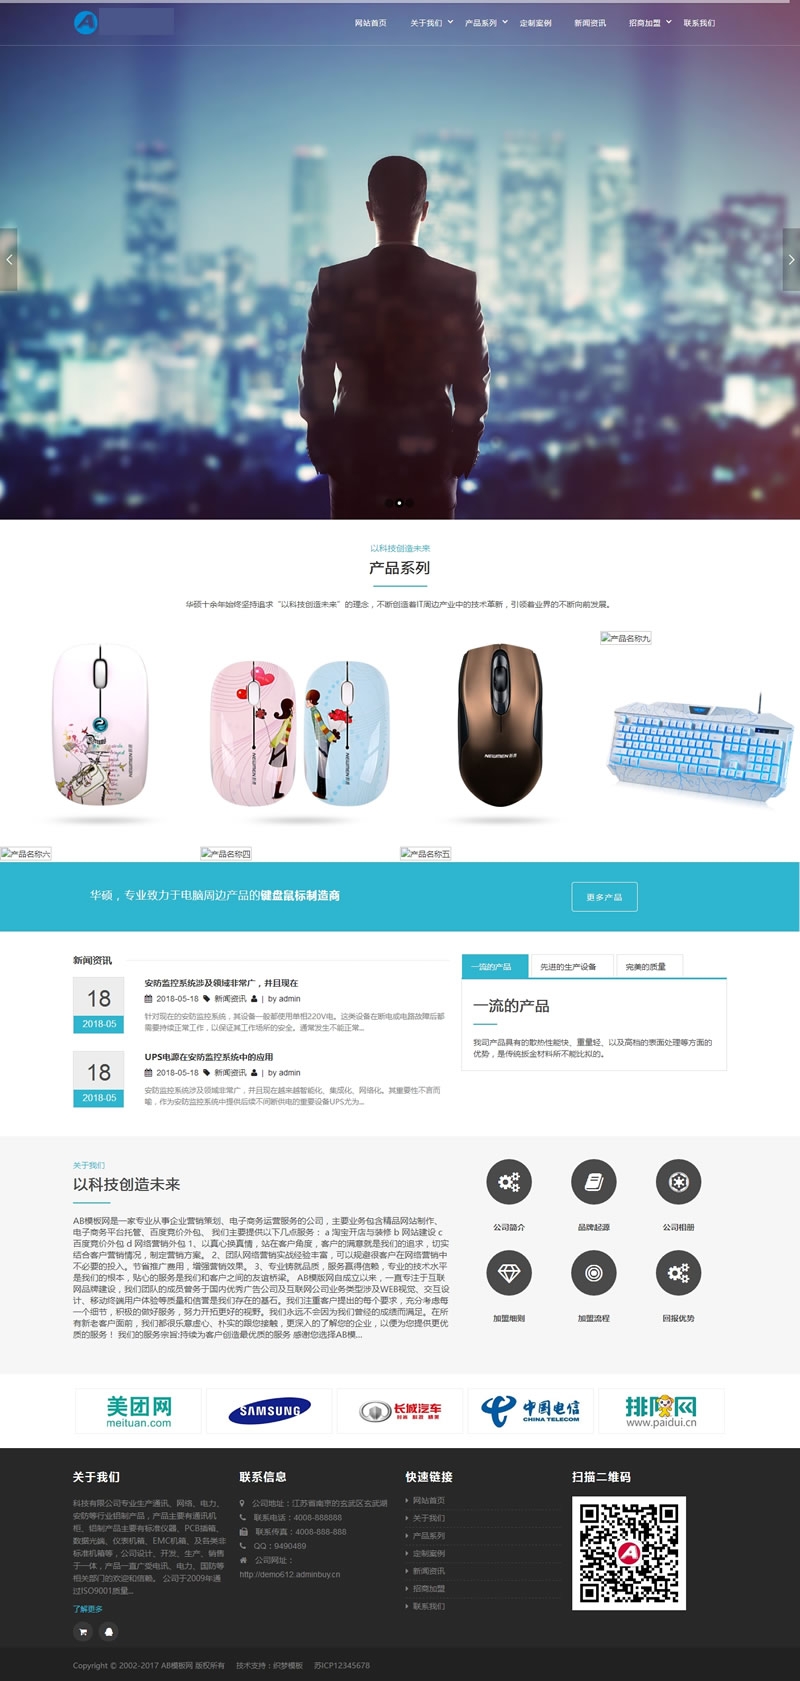 网站首页 关于我们 产品系列 定制案例 新闻资讯 招商加盟 联系我们
以科技创造未来
产品系列
华硕十余年始终坚持追求“以科技创造未来”的理念，不断创造着IT周边产业中的技术革新，引领着业界的不断向前发展。
产品名称九
NEWMEN
NEWMEN
NEWMEN
产品名称六 产品名称四 产品名称五
华硕，专业致力于电脑周边产品的键盘鼠标制造商
更多产品
新闻资讯
18
2018-05
安防监控系统涉及领域非常广，并且现在
2018-05-18 新闻资讯 | by admin
针对现在的安防监控系统，其设备一般都使用单相220V电。这类设备在断电或电路故障后都
需要持续正常工作，以保证其工作场所的安全。通常发生不能正常...
18
2018-05
UPS电源在安防监控系统中的应用
2018-05-18 新闻资讯 | by admin
安防监控系统涉及领域非常广，并且现在越来越智能化、集成化、网络化。其重要性不言而
喻，作为安防监控系统中提供后续不间断供电的重要设备UPS尤为...
一流的产品 先进的生产设备 完美的质量
一流的产品
我司产品具有的散热性能快、重量轻、以及高档的表面处理等方面的
优势，是传统扳金材料所不能比拟的。
关于我们
以科技创造未来
AB模板网是一家专业从事企业营销策划、电子商务运营服务的公司，主要业务包含精品网站制作、
电子商务平台托管、百度竞价外包、 我们主要提供以下几点服务： a 淘宝开店与装修 b 网站建设 c
百度竞价外包 d 网络营销外包 1、以真心换真情，站在客户角度，客户的满意就是我们的追求，切实
结合客户营销情况，制定营销方案。 2、团队网络营销实战经验丰富，可以规避很客户在网络营销中
不必要的投入。节省推广费用，增强营销效果。 3、专业铸就品质，服务赢得信赖，专业的技术水平
是我们的根本，贴心的服务是我们和客户之间的友谊桥梁。 AB模版网自成立以来，一直专注于互联
网品牌建设，我们团队的成员曾务于国内优秀广告公司及互联网公司业务类型涉及WEB视觉、交互设
计、移动终端用户体验等质量和信誉是我们存在的基石。我们注重客户提出的每个要求，充分考虑每
一个细节，积极的做好服务，努力开拓更好的视野。我们永远不会因为我们曾经的成绩而满足。在所
有新老客户面前，我们都很乐意虚心、朴实的跟您接触，更深入的了解您的企业，以便为您提供更优
质的服务！ 我们的服务宗旨:持续为客户创造最优质的服务 感谢您选择AB模...
公司简介 品牌起源 公司相册
加盟细则 加盟流程 回报优势
美团网
meituan.com
SAMSUNG
长城汽车
中国电信
CHINA TELECOM
排队网
www.paidui.cn
关于我们
科技有限公司专业生产通讯、网络、电力、
安防等行业铝制产品，产品主要有通讯机
柜、铝制产品主要有标准仪器、PCB插箱、
数据光端、仪表机箱、EMC机箱、及各类非
标准机箱等，公司设计、开发、生产、销售
于一体，产品一直广受电讯、电力、国防等
相关部门的欢迎和信赖。 公司于2009年通
过ISO9001质量...
了解更多
联系信息
公司地址：江苏省南京的玄武区玄武湖
联系电话：4008-888888
联系传真：4008-888-888
QQ：9490489
公司网址：
http://demo612.adminbuy.cn
快速链接
网站首页
关于我们
产品系列
定制案例
新闻资讯
招商加盟
联系我们
扫描二维码
Copyright © 2002-2017 AB模板网 版权所有 技术支持：织梦模板 苏ICP12345678